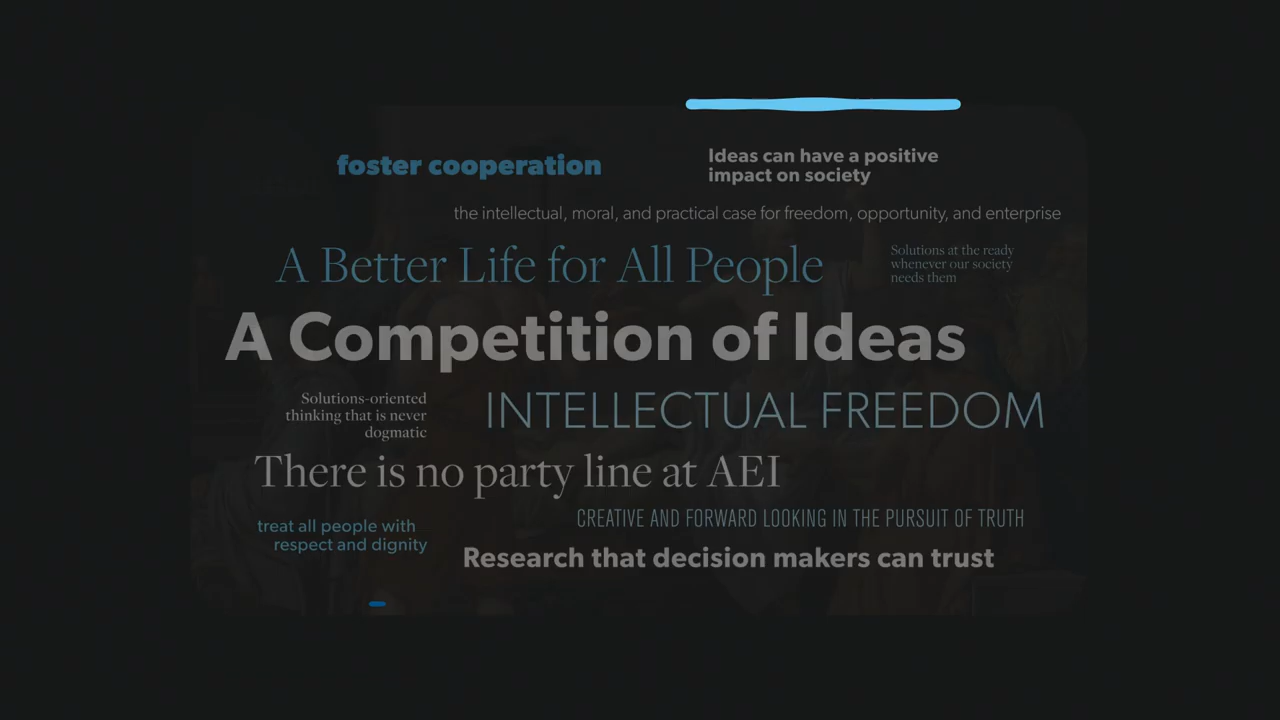 foster cooperation
Ideas can have a positive
impact on society
the intellectual, moral, and practical case for freedom, opportunity, and enterprise
A Better Life for All People
Solutions at the ready
whenever our society
needs them
A Competition of Ideas
Solutions-oriented
thinking that is never
dogmatic
INTELLECTUAL FREEDOM
There is no party line at AEI
CREATIVE AND FORWARD LOOKING IN THE PURSUIT OF TRUTH
treat all people with
respect and dignity
Research that decision makers can trust